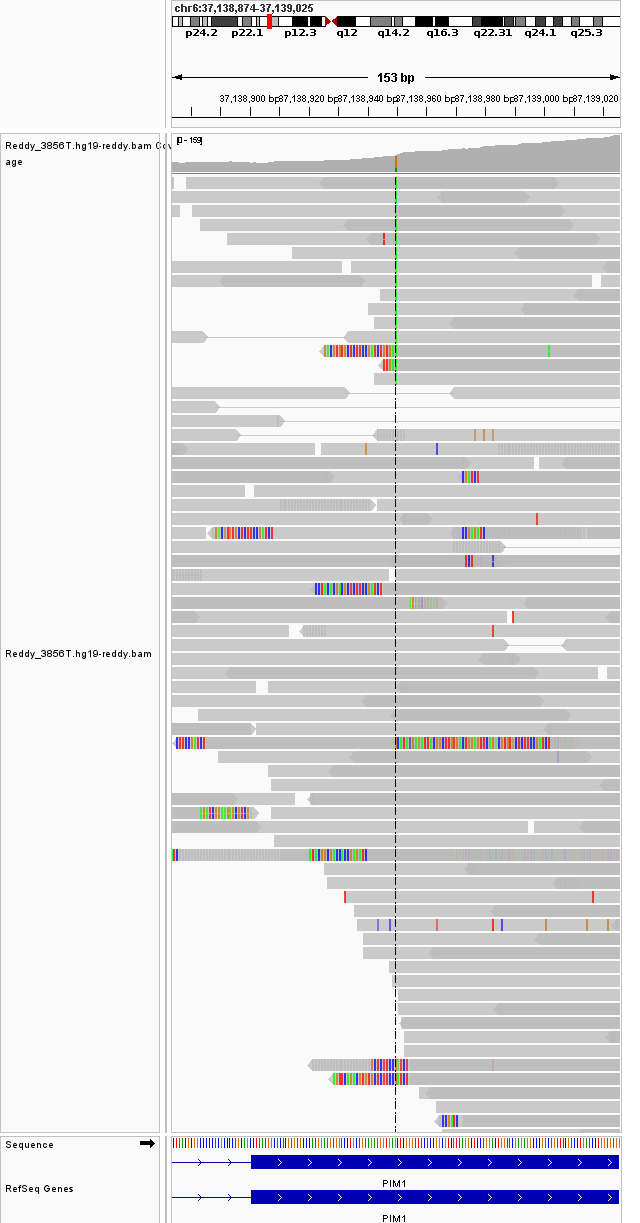 chr6:37,138,874-37,139,025
p24.2 p22.1 p12.3 q12 q14.2 q16.3 q22.31 q24.1 q25.3
153 bp
37,138,900 bp 37,138,920 bp 37,138,940 bp 37,138,960 bp 37,138,980 bp 37,139,000 bp 37,139,020
Reddy_3856T.hg19-reddy.bam Cov
age
[0 - 159]
Reddy_3856T.hg19-reddy.bam
Sequence
PIM1
RefSeq Genes
PIM1